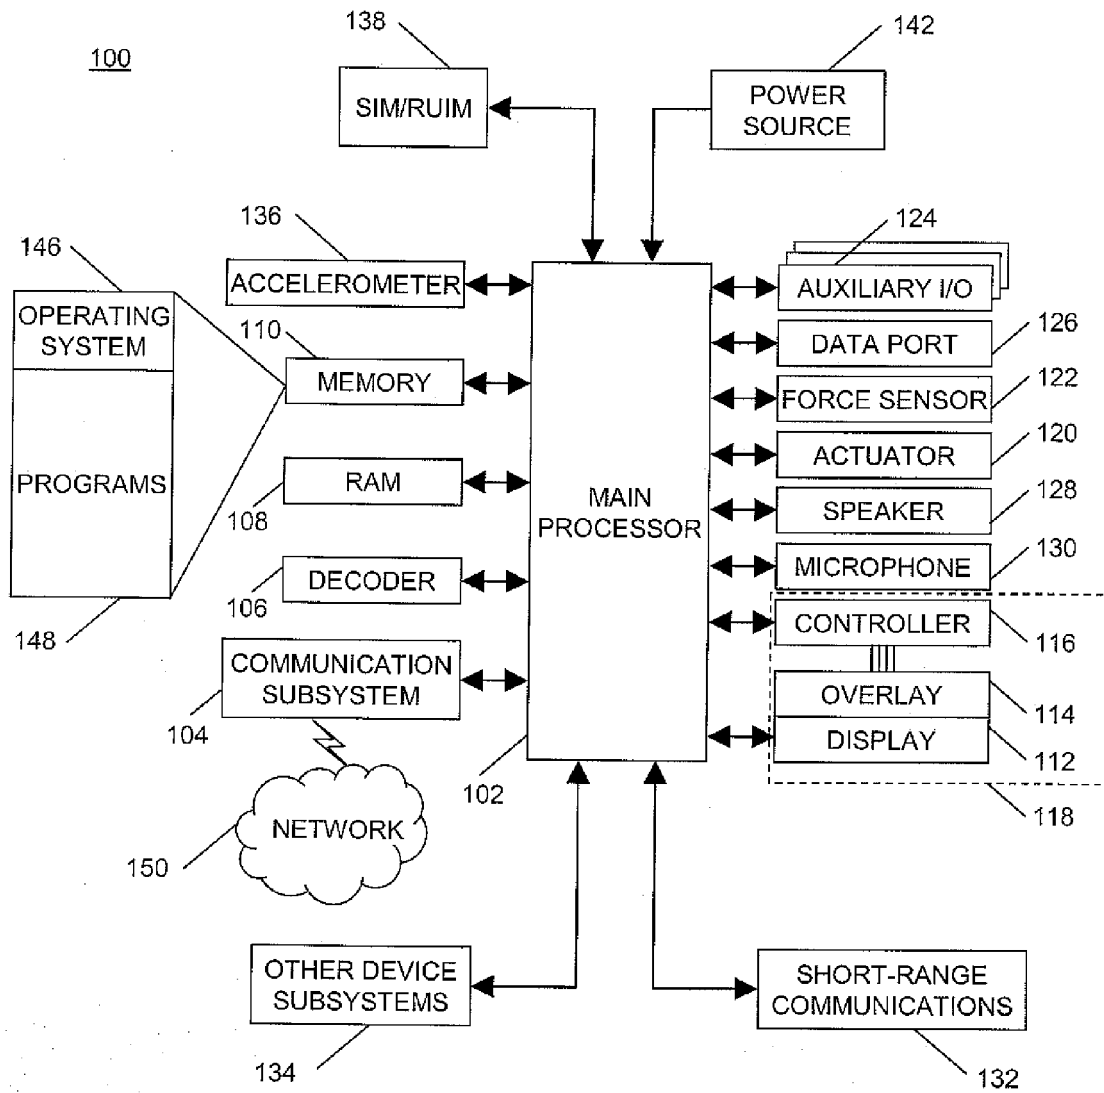 138
142
100
SIM/RUIM
POWER
SOURCE
136
124
146
ACCELEROMETER
AUXILIARY I/O
OPERATING
SYSTEM
110
DATA PORT
126
MEMORY
FORCE SENSOR
122
ACTUATOR
120
PROGRAMS
RAM
MAIN
PROCESSOR
SPEAKER
128
108
MICROPHONE
130
DECODER
106
CONTROLLER
116
148
COMMUNICATION
SUBSYSTEM
OVERLAY
114
104
DISPLAY
112
102
118
NETWORK
150
OTHER DEVICE
SUBSYSTEMS
SHORT-RANGE
COMMUNICATIONS
134
132